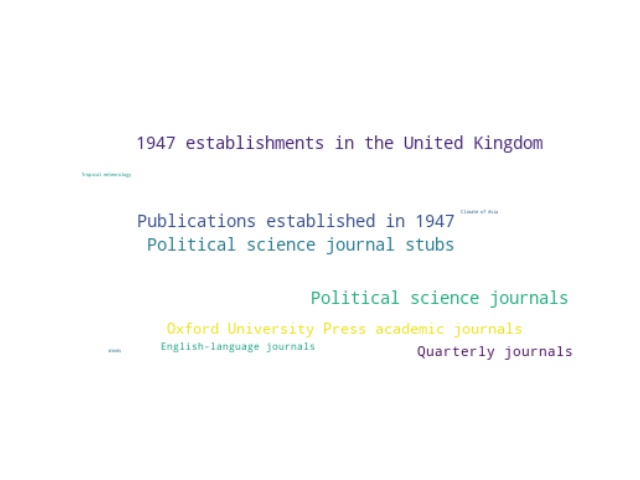 1947 establishments in the United Kingdom
Tropical meteorology
Climate of Asia
Publications established in 1947
Political science journal stubs
Political science journals
Oxford University Press academic journals
English-language journals
Quarterly journals